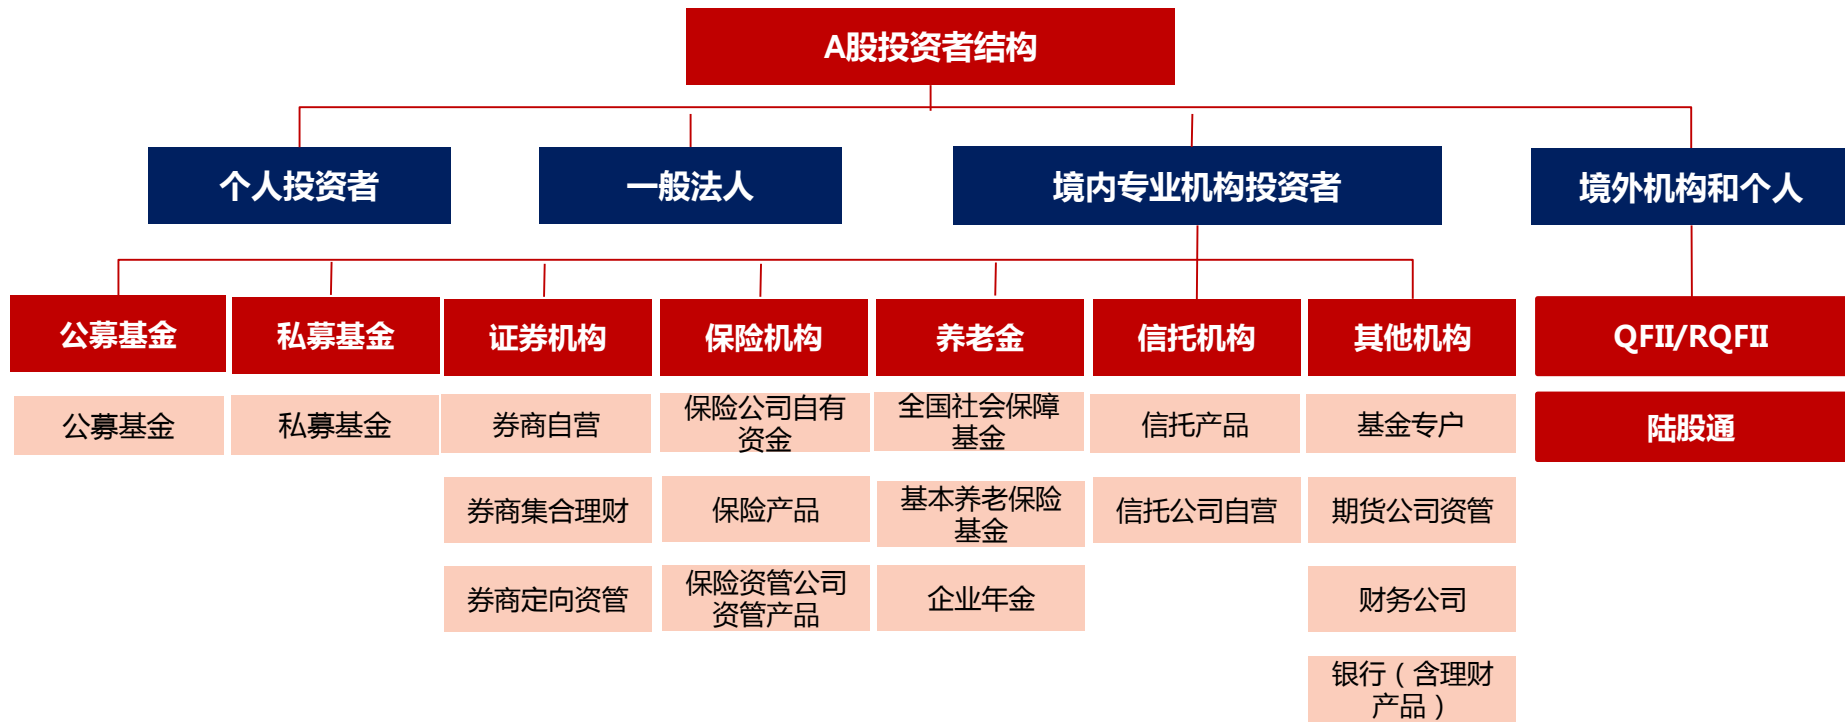 A股投资者结构
个人投资者
一般法人
境内专业机构投资者
境外机构和个人
公募基金
私募基金
证券机构
保险机构
养老金
信托机构
其他机构
QFII/RQFII
公募基金
私募基金
券商自营
保险公司自有
资金
全国社会保障
基金
信托产品
基金专户
陆股通
券商集合理财
保险产品
基本养老保险
基金
信托公司自营
期货公司资管
券商定向资管
保险资管公司
资管产品
企业年金
财务公司
银行（含理财
产品）